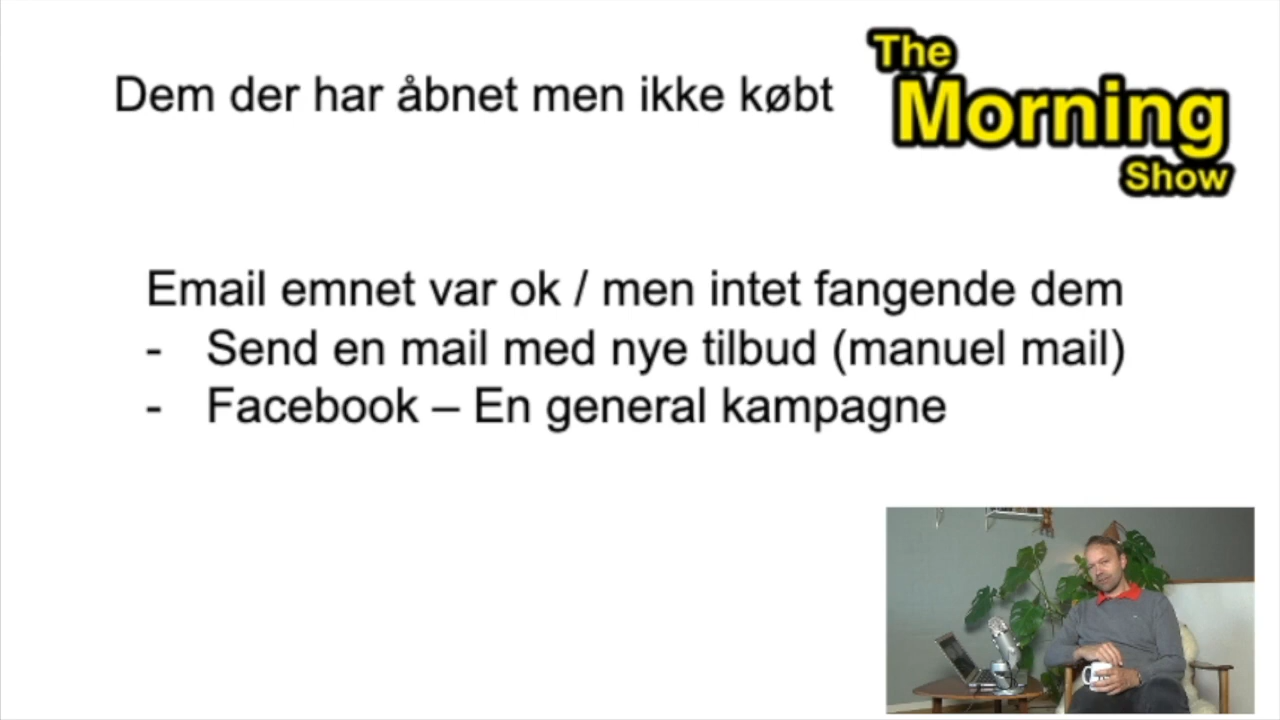 Dem der har åbnet men ikke købt
The
Morning
Show
Email emnet var ok / men intet fangende dem
- Send en mail med nye tilbud (manuel mail)
- Facebook – En general kampagne